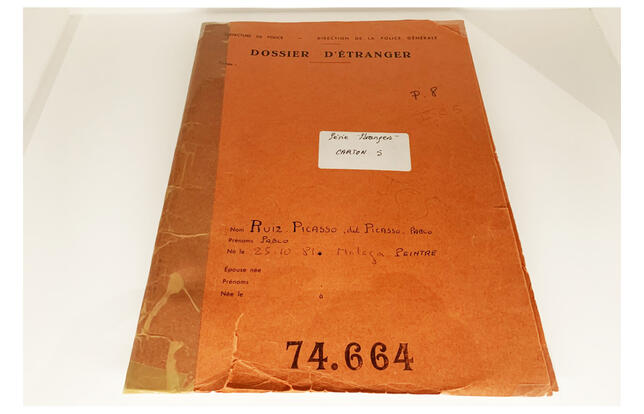 PRÉFECTURE DE POLICE — DIRECTION DE LA POLICE GÉNÉRALE
DOSSIER D'ÉTRANGER
P.8
Série Etrangers
CARTON 5
Nom RUIZ. PICASSO, dit PICASSO. PABLO
Prénoms PABLO
Né le 25.10.81. Malaga PEINTRE
Épouse née
Prénoms
Née le à
74.664